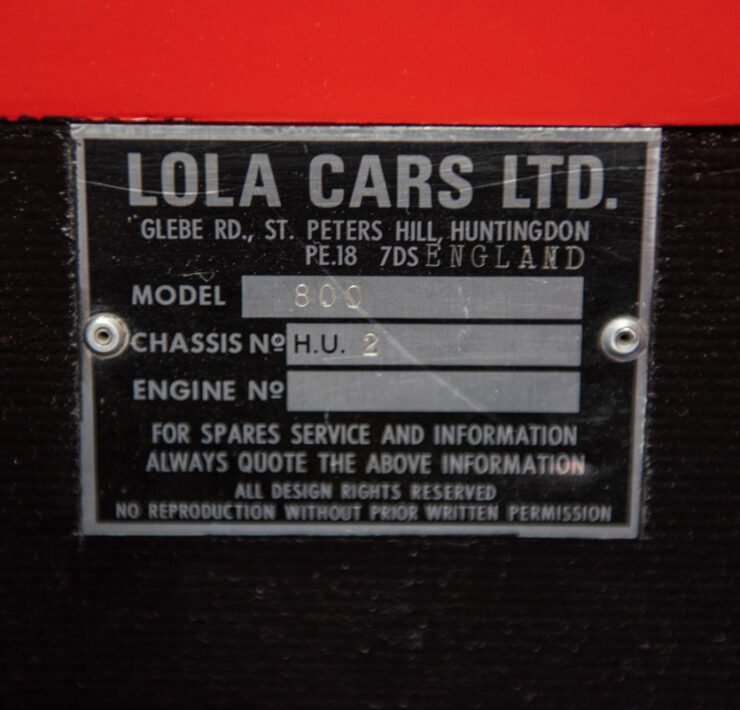 LOLA CARS LTD.
GLEBE RD., ST. PETERS HILL, HUNTINGDON
PE.18 7DS ENGLAND
MODEL 800
CHASSIS Nº H.U. 2
ENGINE Nº
FOR SPARES SERVICE AND INFORMATION
ALWAYS QUOTE THE ABOVE INFORMATION
ALL DESIGN RIGHTS RESERVED
NO REPRODUCTION WITHOUT PRIOR WRITTEN PERMISSION